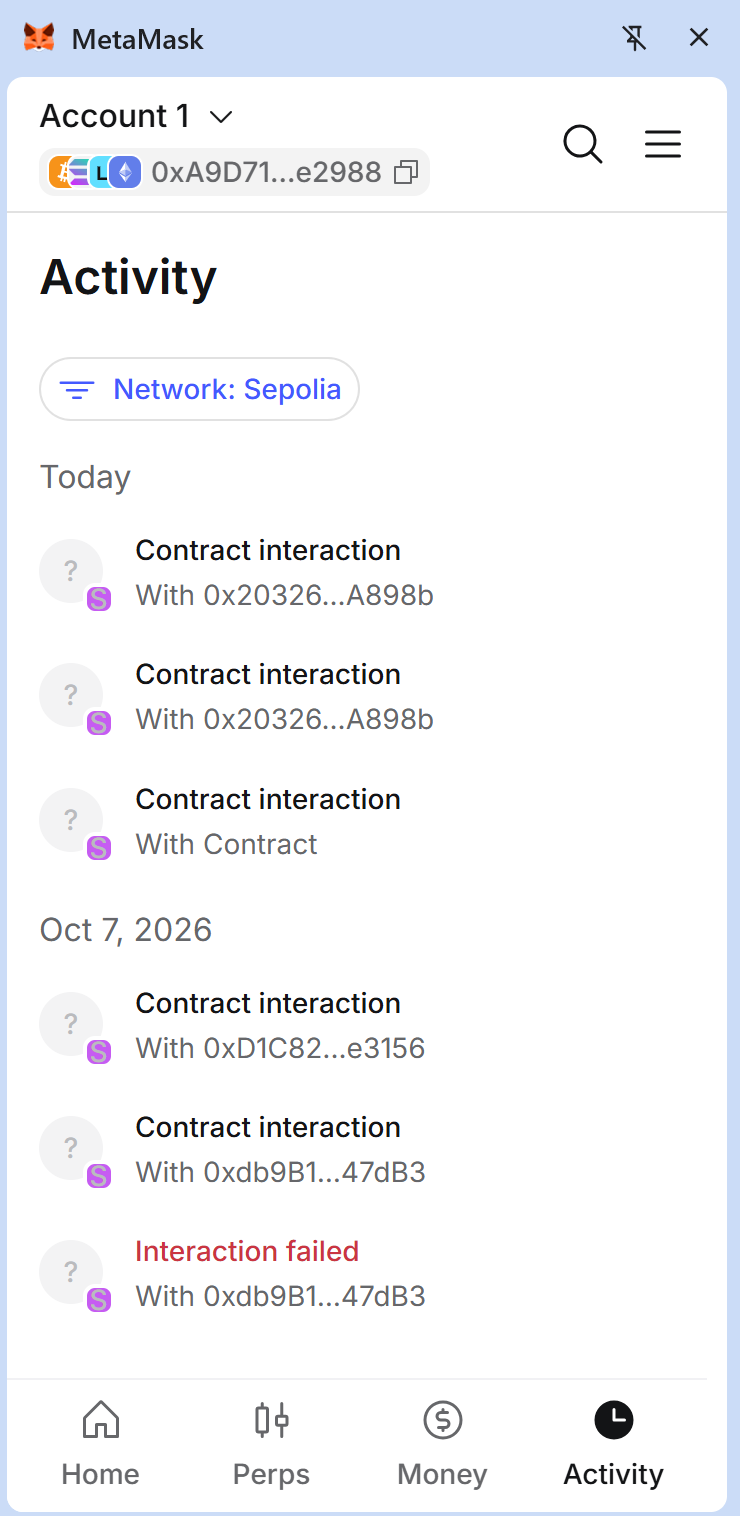 MetaMask
Account 1
L
0xA9D71...e2988
Activity
Network: Sepolia
Today
?
S
Contract interaction
With 0x20326...A898b
?
S
Contract interaction
With 0x20326...A898b
?
S
Contract interaction
With Contract
Oct 7, 2026
?
S
Contract interaction
With 0xD1C82...e3156
?
S
Contract interaction
With 0xdb9B1...47dB3
?
S
Interaction failed
With 0xdb9B1...47dB3
Home
Perps
Money
Activity